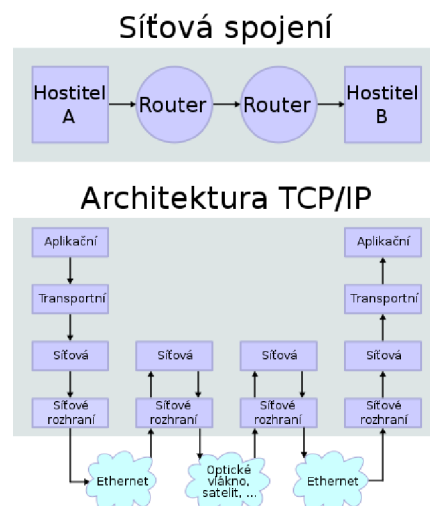 Síťová spojení
Hostitel
A
Router
Router
Hostitel
B
Architektura TCP/IP
Aplikační
Aplikační
Transportní
Transportní
Síťová
Síťová
Síťová
Síťová
Síťové
rozhraní
Síťové
rozhraní
Síťové
rozhraní
Síťové
rozhraní
Ethernet
Optické
vlákno,
satelit, ...
Ethernet